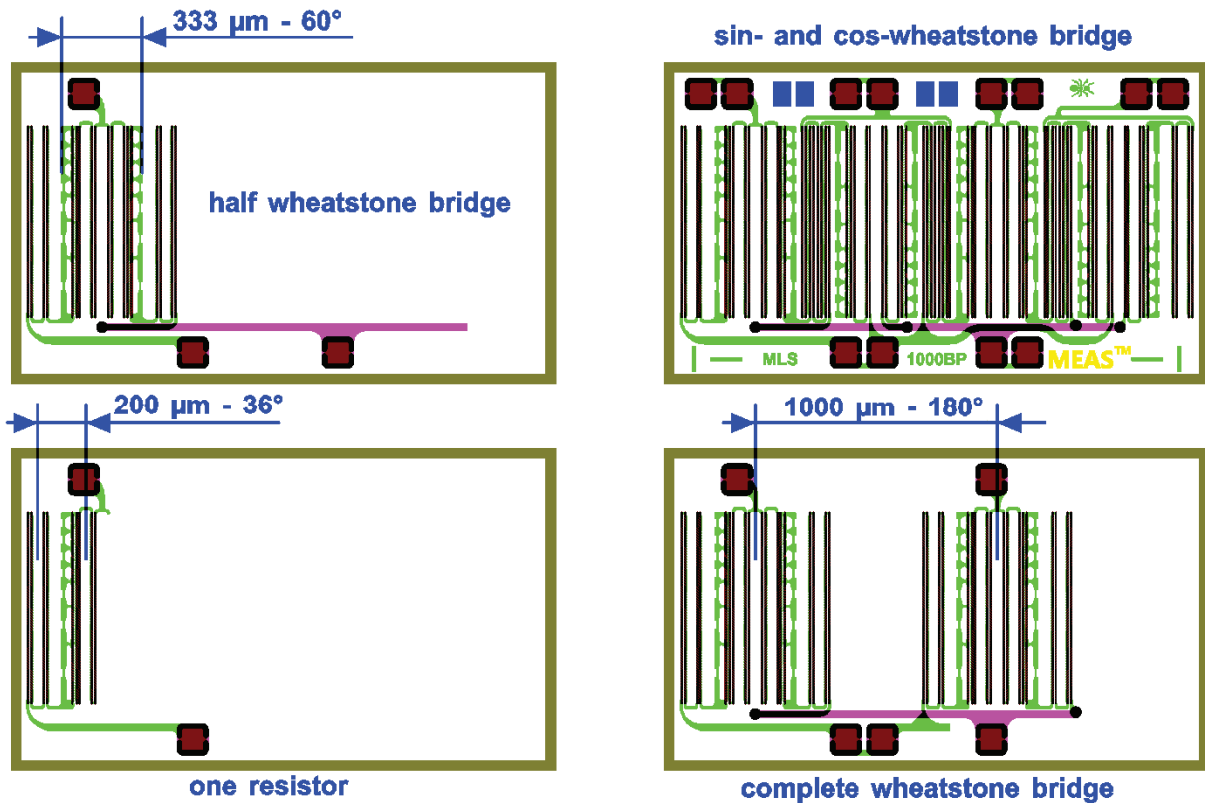 333 µm - 60°
sin- and cos-wheatstone bridge
half wheatstone bridge
MLS 1000BP MEAS™
200 µm - 36°
1000 µm - 180°
one resistor
complete wheatstone bridge